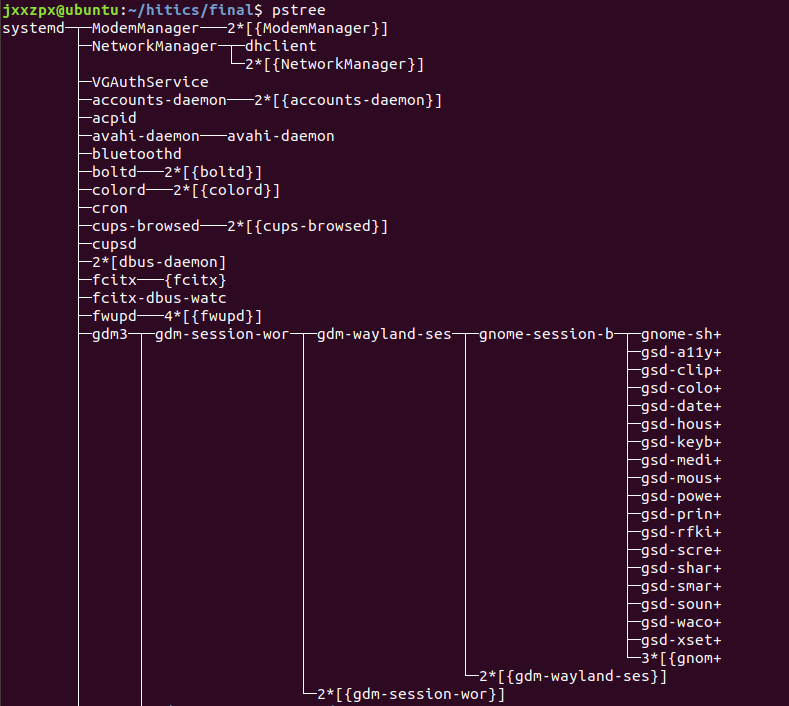 jxxzpx@ubuntu:~/hitics/final$ pstree
systemd─┬─ModemManager───2*[{ModemManager}]
        ├─NetworkManager─┬─dhclient
        │                └─2*[{NetworkManager}]
        ├─VGAuthService
        ├─accounts-daemon───2*[{accounts-daemon}]
        ├─acpid
        ├─avahi-daemon───avahi-daemon
        ├─bluetoothd
        ├─boltd───2*[{boltd}]
        ├─colord───2*[{colord}]
        ├─cron
        ├─cups-browsed───2*[{cups-browsed}]
        ├─cupsd
        ├─2*[dbus-daemon]
        ├─fcitx───{fcitx}
        ├─fcitx-dbus-watc
        ├─fwupd───4*[{fwupd}]
        ├─gdm3─┬─gdm-session-wor─┬─gdm-wayland-ses─┬─gnome-session-b─┬─gnome-sh+
        │      │                 │                 │                 ├─gsd-a11y+
        │      │                 │                 │                 ├─gsd-clip+
        │      │                 │                 │                 ├─gsd-colo+
        │      │                 │                 │                 ├─gsd-date+
        │      │                 │                 │                 ├─gsd-hous+
        │      │                 │                 │                 ├─gsd-keyb+
        │      │                 │                 │                 ├─gsd-medi+
        │      │                 │                 │                 ├─gsd-mous+
        │      │                 │                 │                 ├─gsd-powe+
        │      │                 │                 │                 ├─gsd-prin+
        │      │                 │                 │                 ├─gsd-rfki+
        │      │                 │                 │                 ├─gsd-scre+
        │      │                 │                 │                 ├─gsd-shar+
        │      │                 │                 │                 ├─gsd-smar+
        │      │                 │                 │                 ├─gsd-soun+
        │      │                 │                 │                 ├─gsd-waco+
        │      │                 │                 │                 ├─gsd-xset+
        │      │                 │                 │                 └─3*[{gnom+
        │      │                 │                 └─2*[{gdm-wayland-ses}]
        │      │                 └─2*[{gdm-session-wor}]